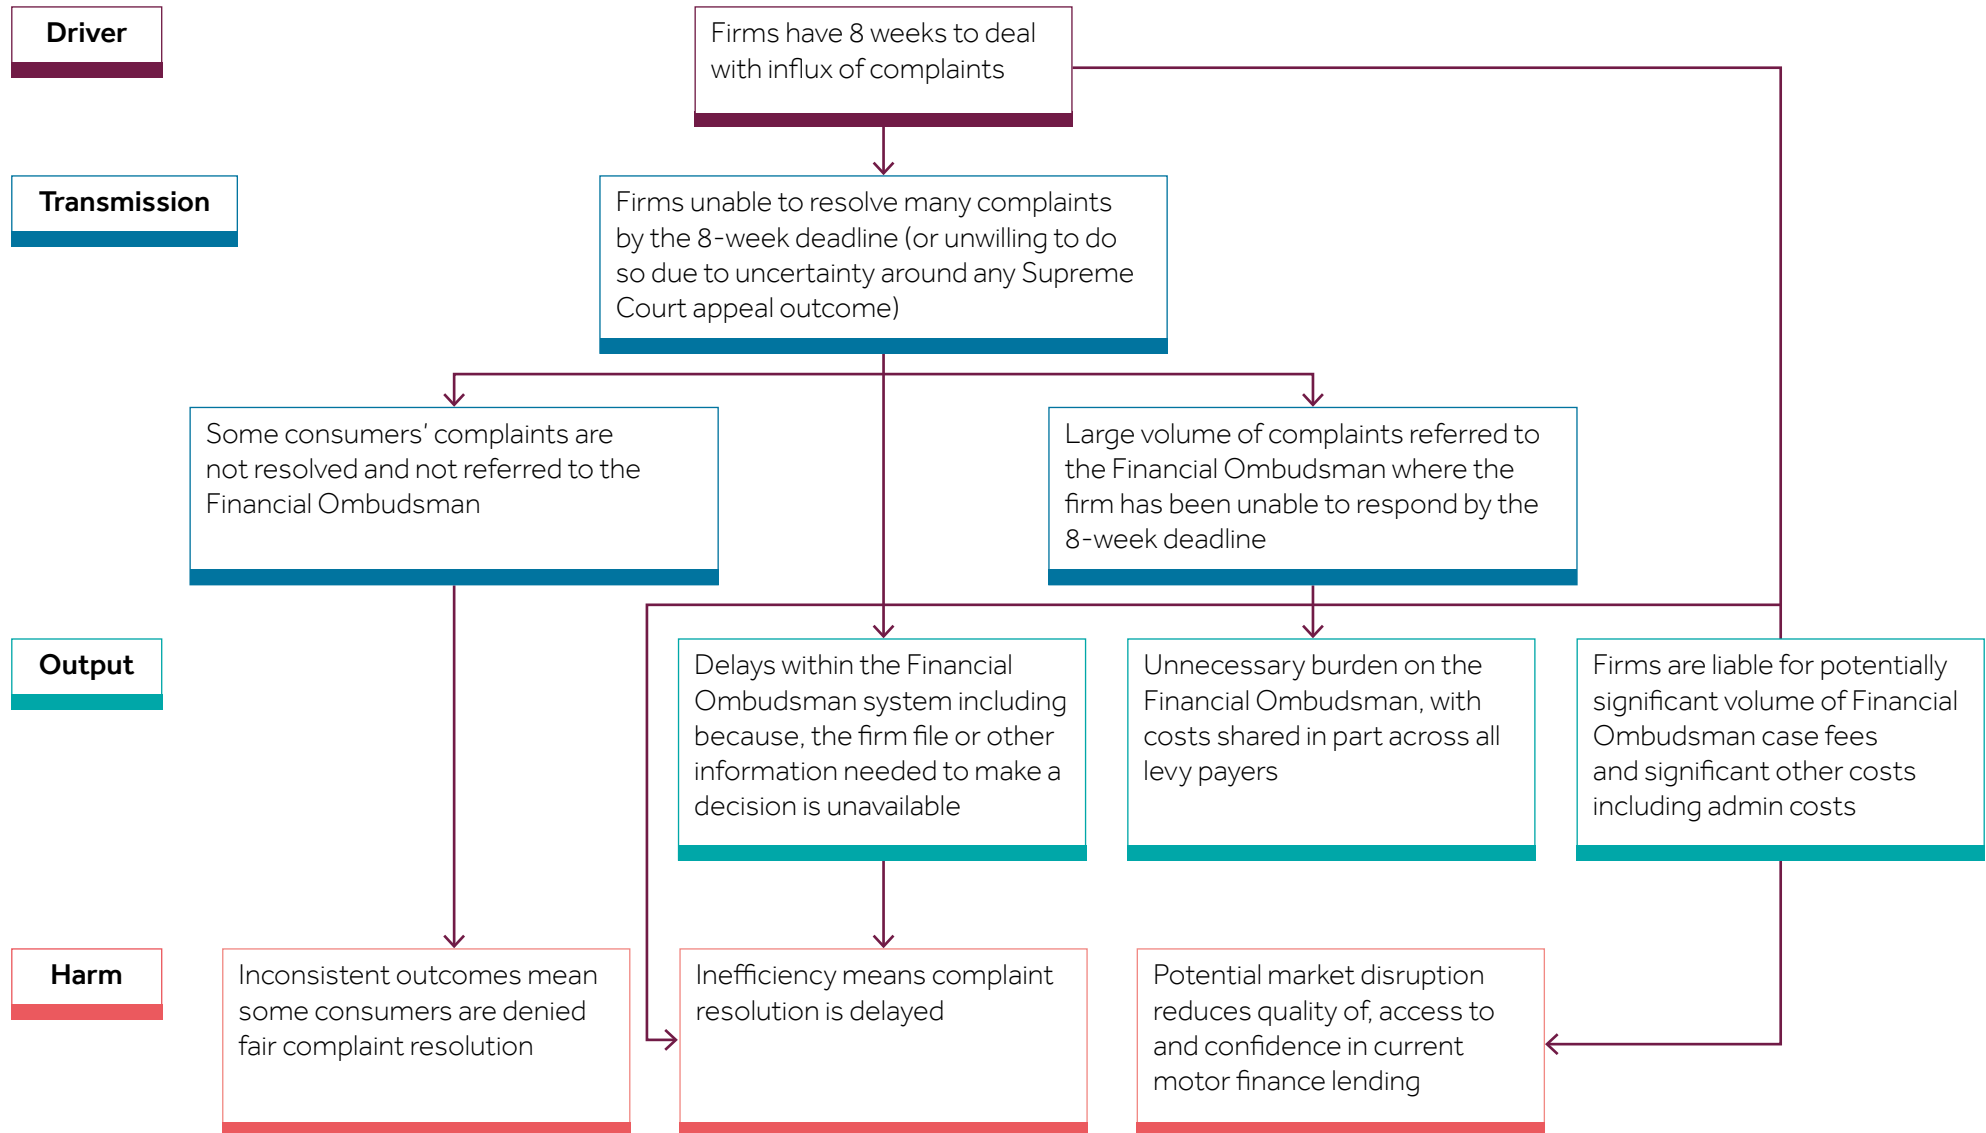 Driver
Firms have 8 weeks to deal
with influx of complaints
Transmission
Firms unable to resolve many complaints
by the 8-week deadline (or unwilling to do
so due to uncertainty around any Supreme
Court appeal outcome)
Some consumers’ complaints are
not resolved and not referred to the
Financial Ombudsman
Large volume of complaints referred to
the Financial Ombudsman where the
firm has been unable to respond by the
8-week deadline
Output
Delays within the Financial
Ombudsman system including
because, the firm file or other
information needed to make a
decision is unavailable
Unnecessary burden on the
Financial Ombudsman, with
costs shared in part across all
levy payers
Firms are liable for potentially
significant volume of Financial
Ombudsman case fees
and significant other costs
including admin costs
Harm
Inconsistent outcomes mean
some consumers are denied
fair complaint resolution
Inefficiency means complaint
resolution is delayed
Potential market disruption
reduces quality of, access to
and confidence in current
motor finance lending